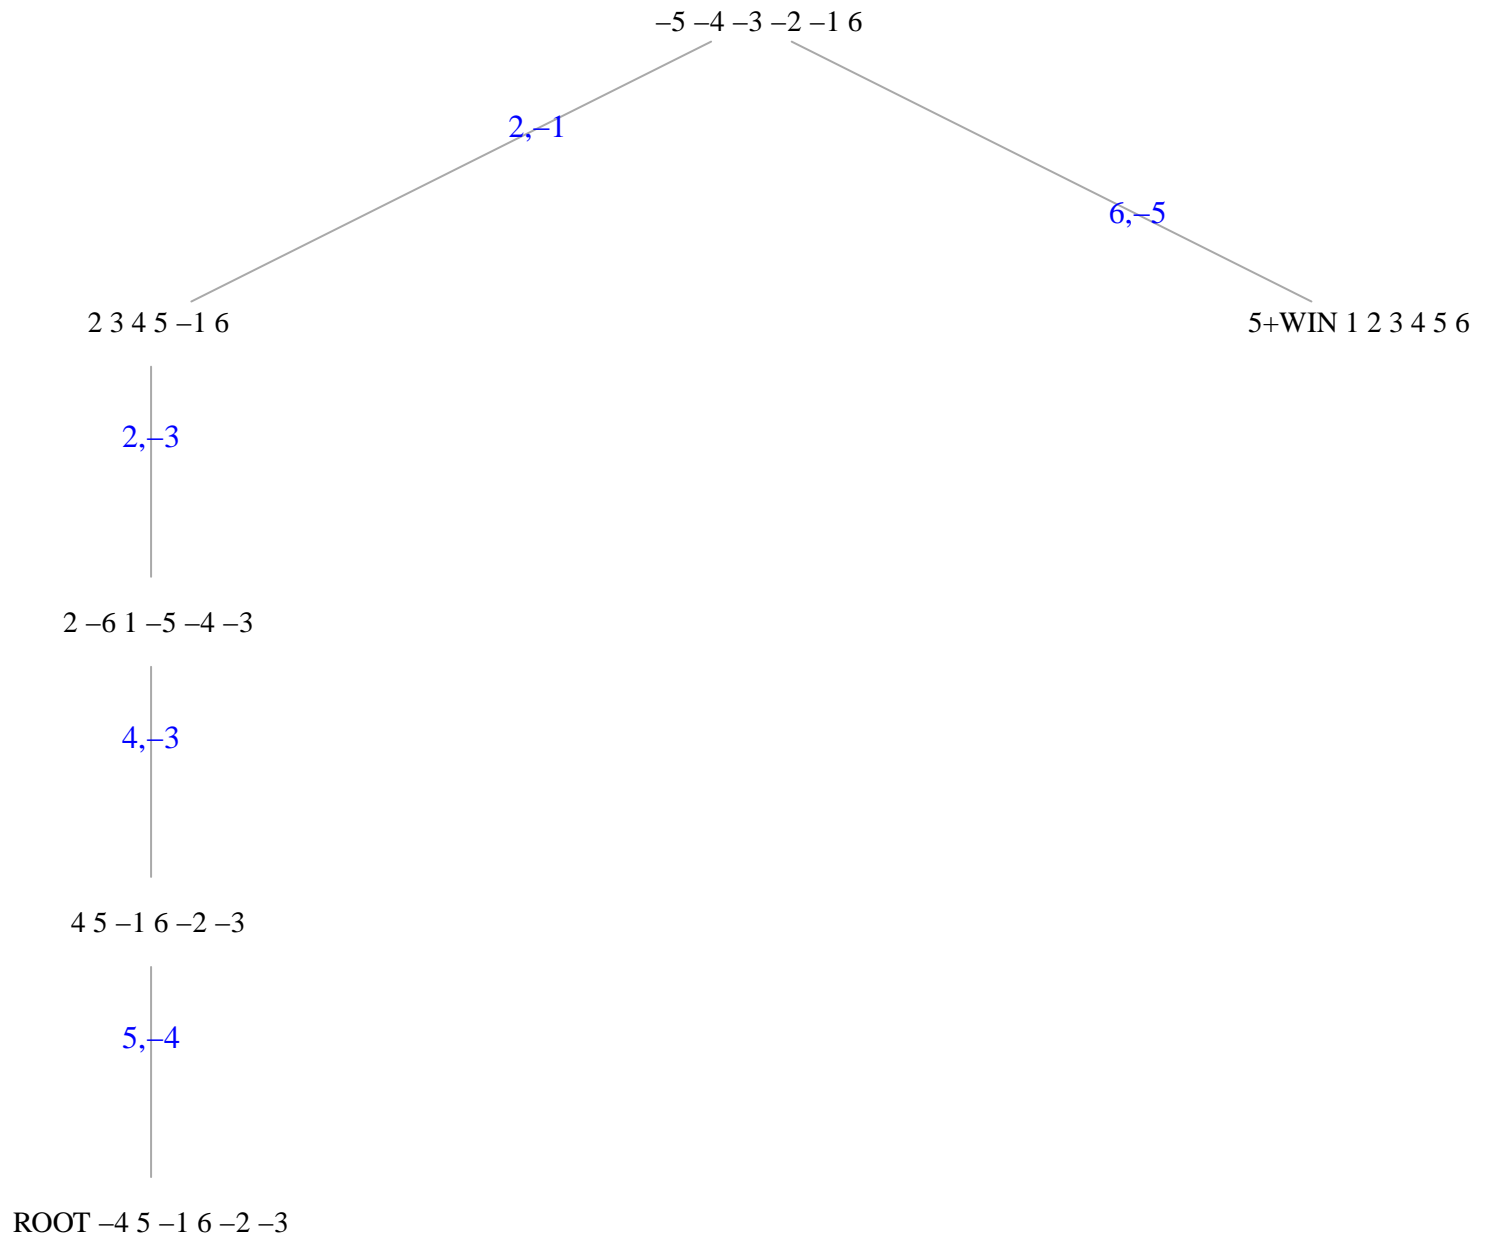 –5 –4 –3 –2 –1 6
2,–1
6,–5
2 3 4 5 –1 6
5+WIN 1 2 3 4 5 6
2,–3
2 –6 1 –5 –4 –3
4,–3
4 5 –1 6 –2 –3
5,–4
ROOT –4 5 –1 6 –2 –3